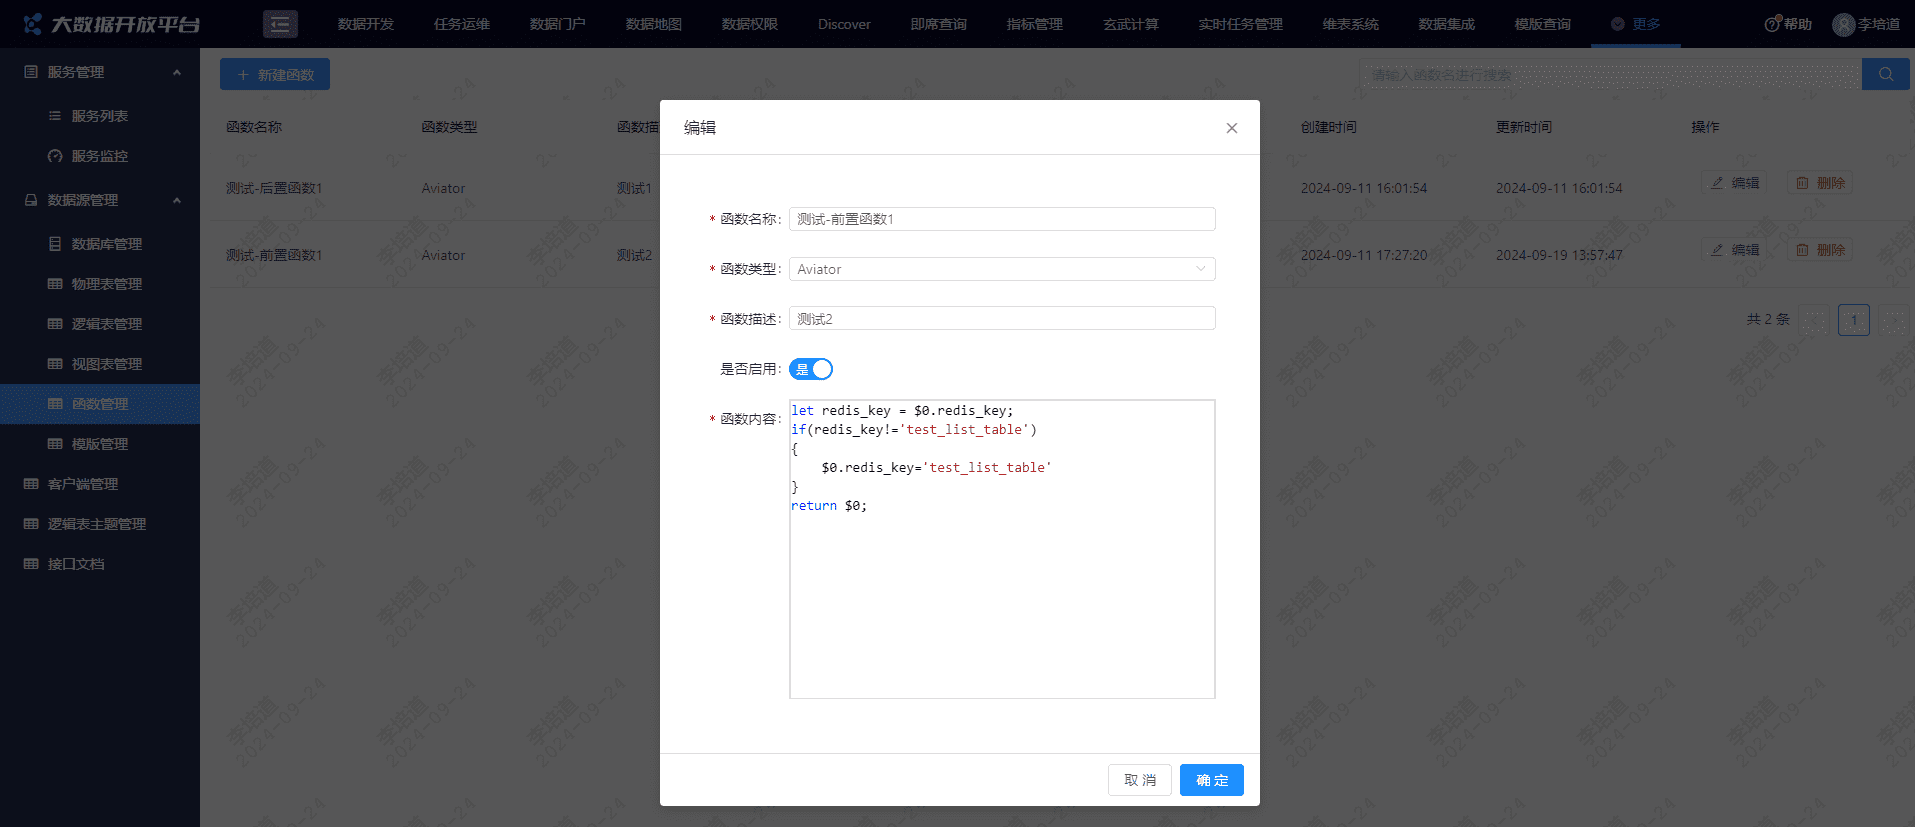 大数据开放平台
数据开发 任务运维 数据门户 数据地图 数据权限 Discover 即席查询 指标管理 玄武计算 实时任务管理 维表系统 数据集成 模版查询 更多 帮助 李培道
服务管理
服务列表
服务监控
数据源管理
数据库管理
物理表管理
逻辑表管理
视图表管理
函数管理
模版管理
客户端管理
逻辑表主题管理
接口文档
+ 新建函数
请输入函数名进行搜索
函数名称 函数类型 函数描 创建时间 更新时间 操作
测试-后置函数1 Aviator 测试1 2024-09-11 16:01:54 2024-09-11 16:01:54 编辑 删除
测试-前置函数1 Aviator 测试2 2024-09-11 17:27:20 2024-09-19 13:57:47 编辑 删除
共 2 条 1
编辑
* 函数名称: 测试-前置函数1
* 函数类型: Aviator
* 函数描述: 测试2
是否启用: 是
* 函数内容:
let redis_key = $0.redis_key;
if(redis_key!='test_list_table')
{
    $0.redis_key='test_list_table'
}
return $0;
取 消 确 定
李培道
2024-09-24